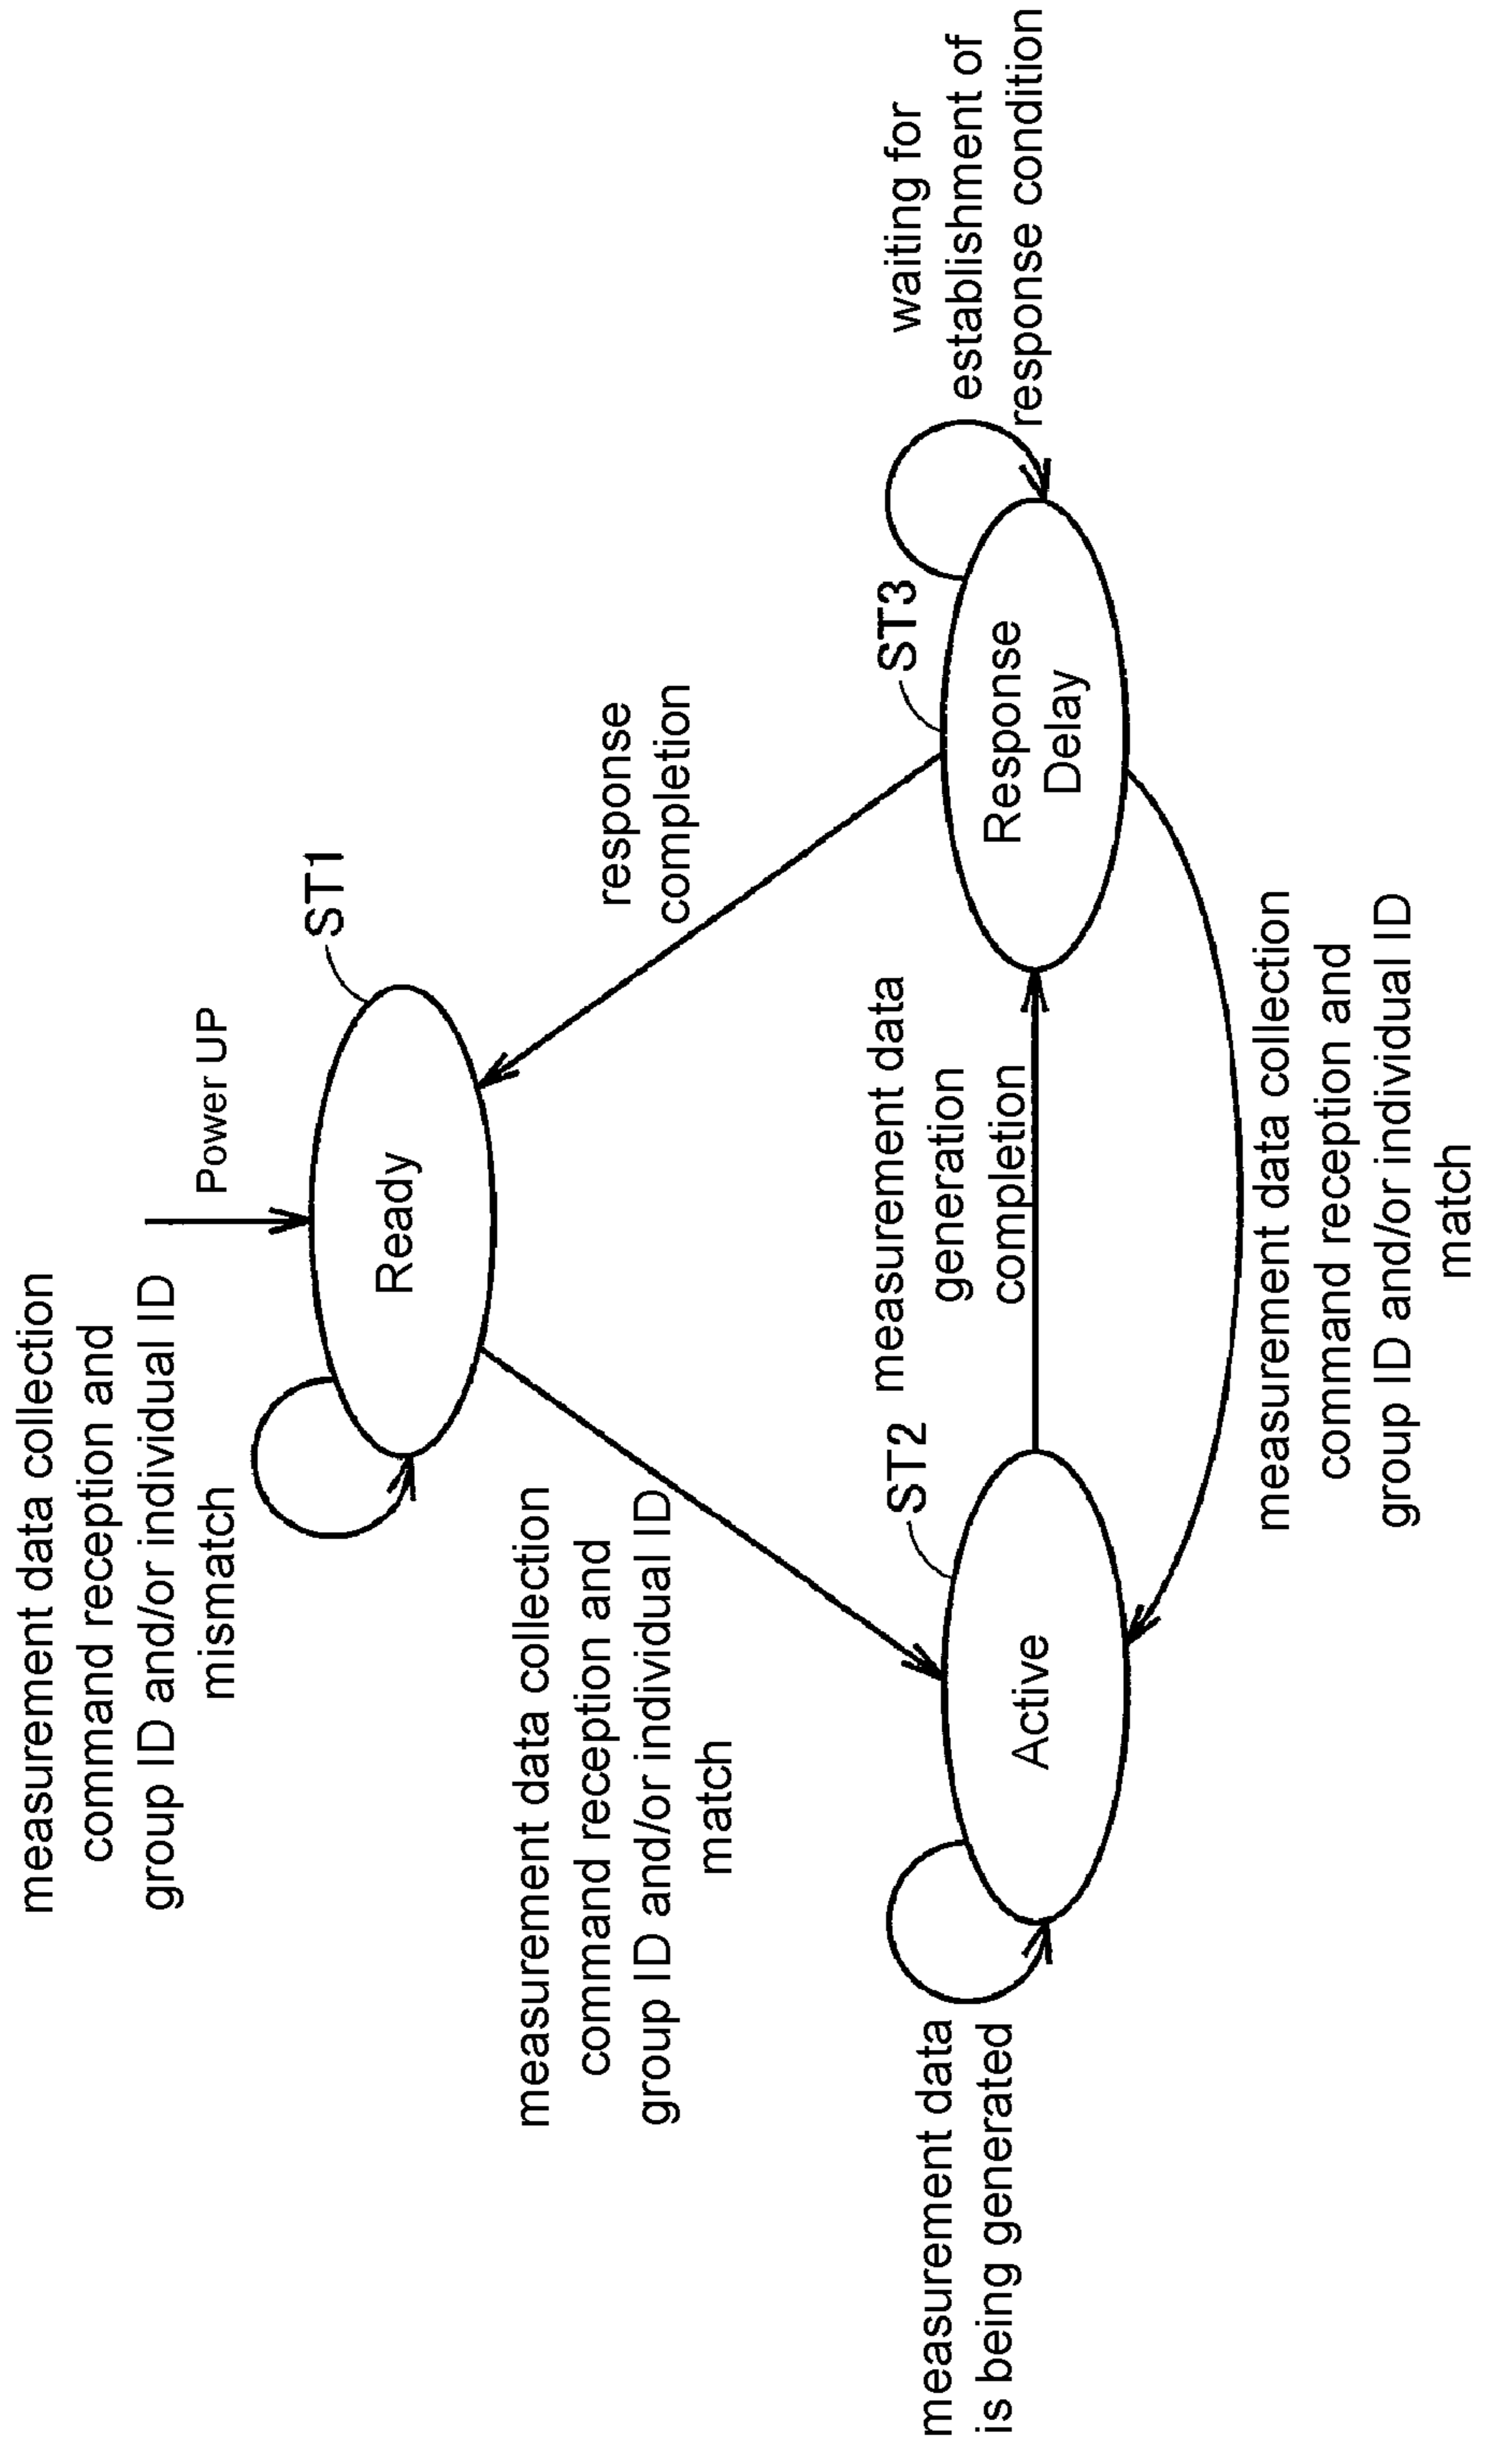 measurement data collection
command reception and
group ID and/or individual ID
mismatch
Power UP
ST1
Ready
measurement data collection
command reception and
group ID and/or individual ID
match
response
completion
measurement data
is being generated
ST2
Active
measurement data
generation
completion
ST3
Response
Delay
waiting for
establishment of
response condition
measurement data collection
command reception and
group ID and/or individual ID
match